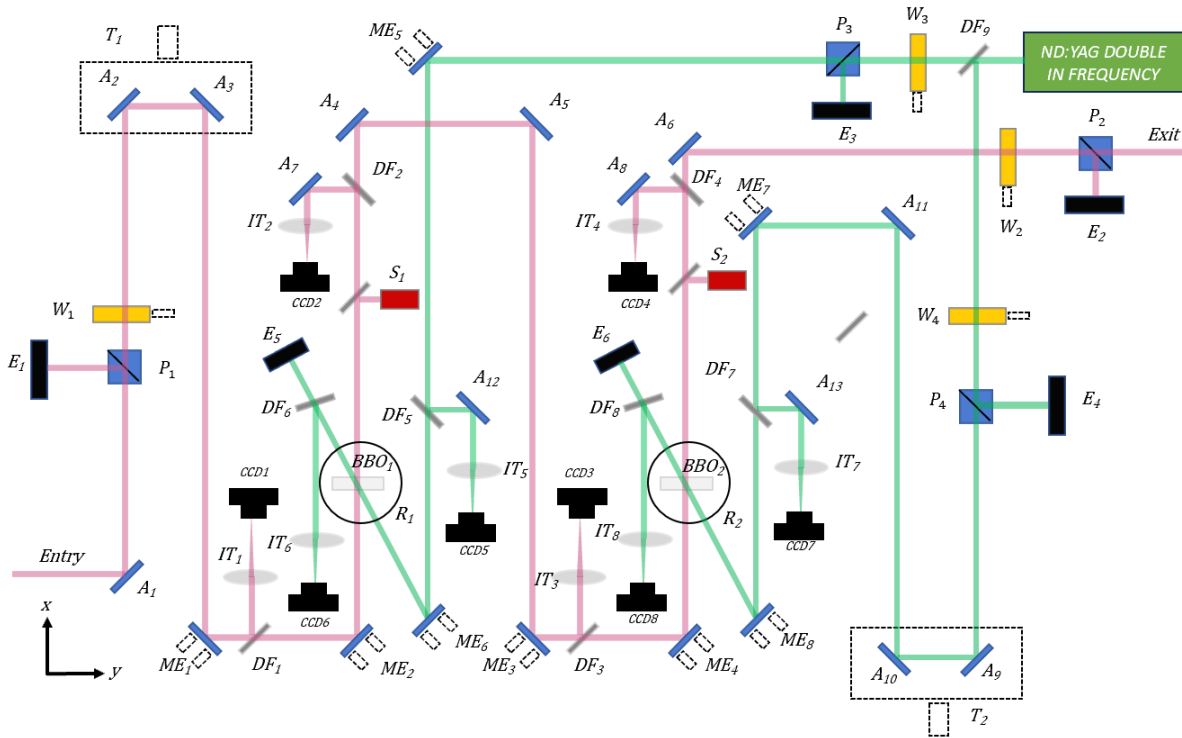 T1
ME5
P3
W3
DF9
ND:YAG DOUBLE
IN FREQUENCY
A2
A3
A4
A5
A6
E3
P2
Exit
A7
DF2
A8
DF4
ME7
A11
W2
E2
IT2
IT4
CCD2
S1
CCD4
S2
W1
W4
E1
P1
E5
A12
E6
DF7
A13
P4
E4
DF6
DF5
DF8
CCD1
BBO1
IT5
CCD3
BBO2
IT7
R1
R2
Entry
IT1
IT6
CCD5
IT3
IT8
CCD7
A1
CCD6
CCD8
x
y
ME1
DF1
ME2
ME6
ME3
DF3
ME4
ME8
A10
A9
T2